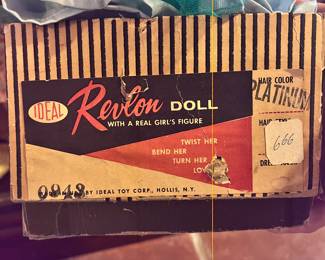 IDEAL
Revlon DOLL
WITH A REAL GIRL'S FIGURE
TWIST HER
BEND HER
TURN HER
HAIR COLOR
PLATINUM
666
0943
BY IDEAL TOY CORP., HOLLIS, N.Y.